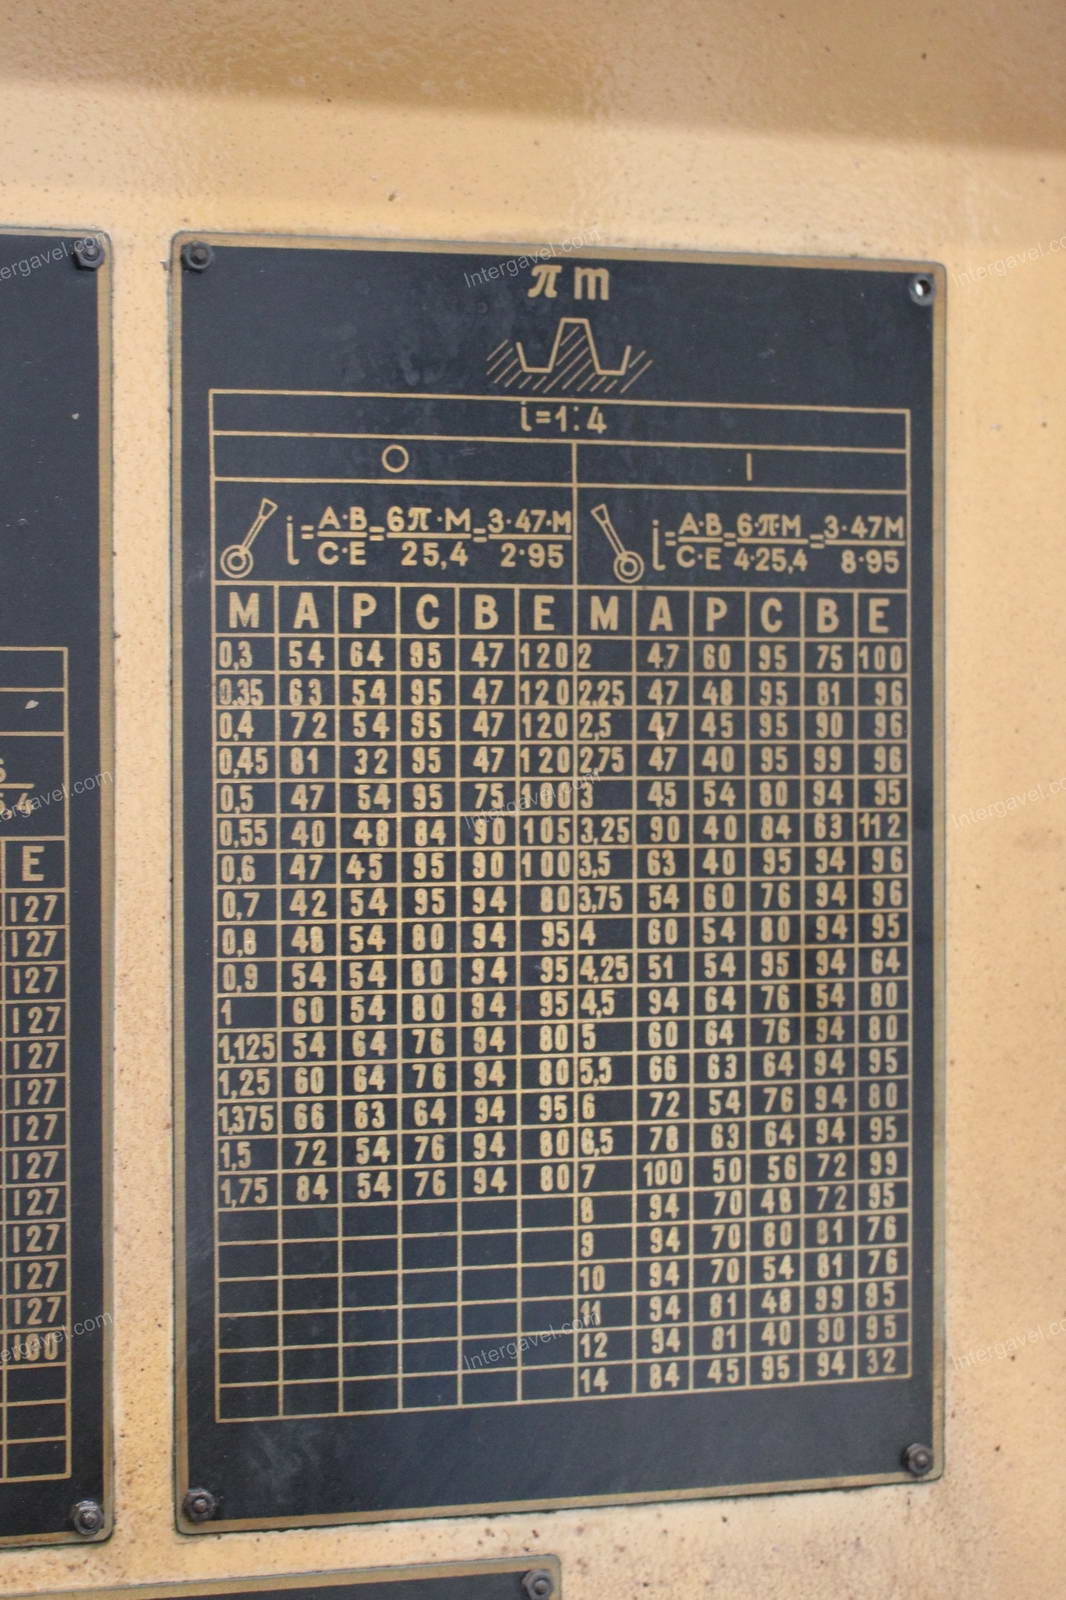 πm
i=1:4
O I
i=A·B/C·E=6π·M/25,4=3·47·M/2·95 i=A·B/C·E=6·π·M/4·25,4=3·47M/8·95
M A P C B E M A P C B E
0,3 54 64 95 47 120 2 47 60 95 75 100
0,35 63 54 95 47 120 2,25 47 48 95 81 96
0,4 72 54 95 47 120 2,5 47 45 95 90 96
0,45 81 32 95 47 120 2,75 47 40 95 99 96
0,5 47 54 95 75 100 3 45 54 80 94 95
0,55 40 48 84 90 105 3,25 90 40 84 63 112
0,6 47 45 95 90 100 3,5 63 40 95 94 96
0,7 42 54 95 94 80 3,75 54 60 76 94 96
0,8 48 54 80 94 95 4 60 54 80 94 95
0,9 54 54 80 94 95 4,25 51 54 95 94 64
1 60 54 80 94 95 4,5 94 64 76 54 80
1,125 54 64 76 94 80 5 60 64 76 94 80
1,25 60 64 76 94 80 5,5 66 63 64 94 95
1,375 66 63 64 94 95 6 72 54 76 94 80
1,5 72 54 76 94 80 6,5 78 63 64 94 95
1,75 84 54 76 94 80 7 100 50 56 72 99
8 94 70 48 72 95
9 94 70 60 81 76
10 94 70 54 81 76
11 94 81 48 99 95
12 94 81 40 90 95
14 84 45 95 94 32
E
127
127
127
127
127
127
127
127
127
127
127
127
100
Intergavel.com
Intergavel.com
Intergavel.com
Intergavel.com
Intergavel.com